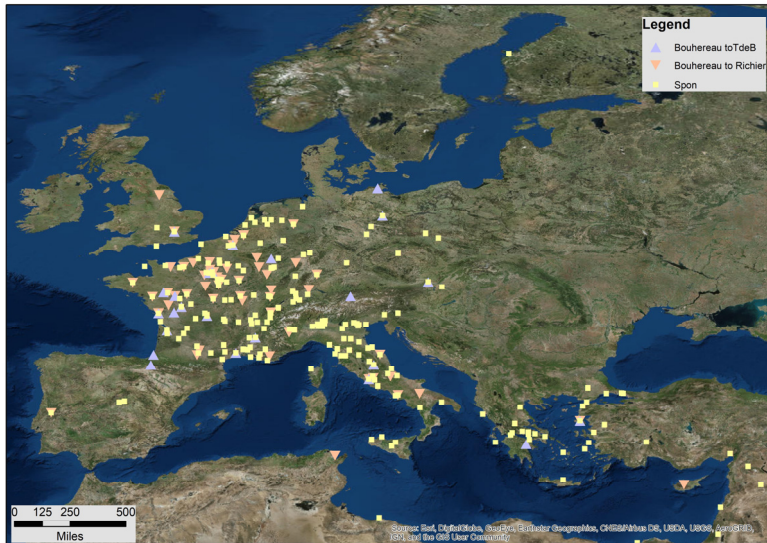 Legend
Bouhereau toTdeB
Bouhereau to Richier
Spon
0 125 250 500
Miles
Source: Esri, DigitalGlobe, GeoEye, Earthstar Geographics, CNES/Airbus DS, USDA, USGS, AeroGRID,
IGN, and the GIS User Community